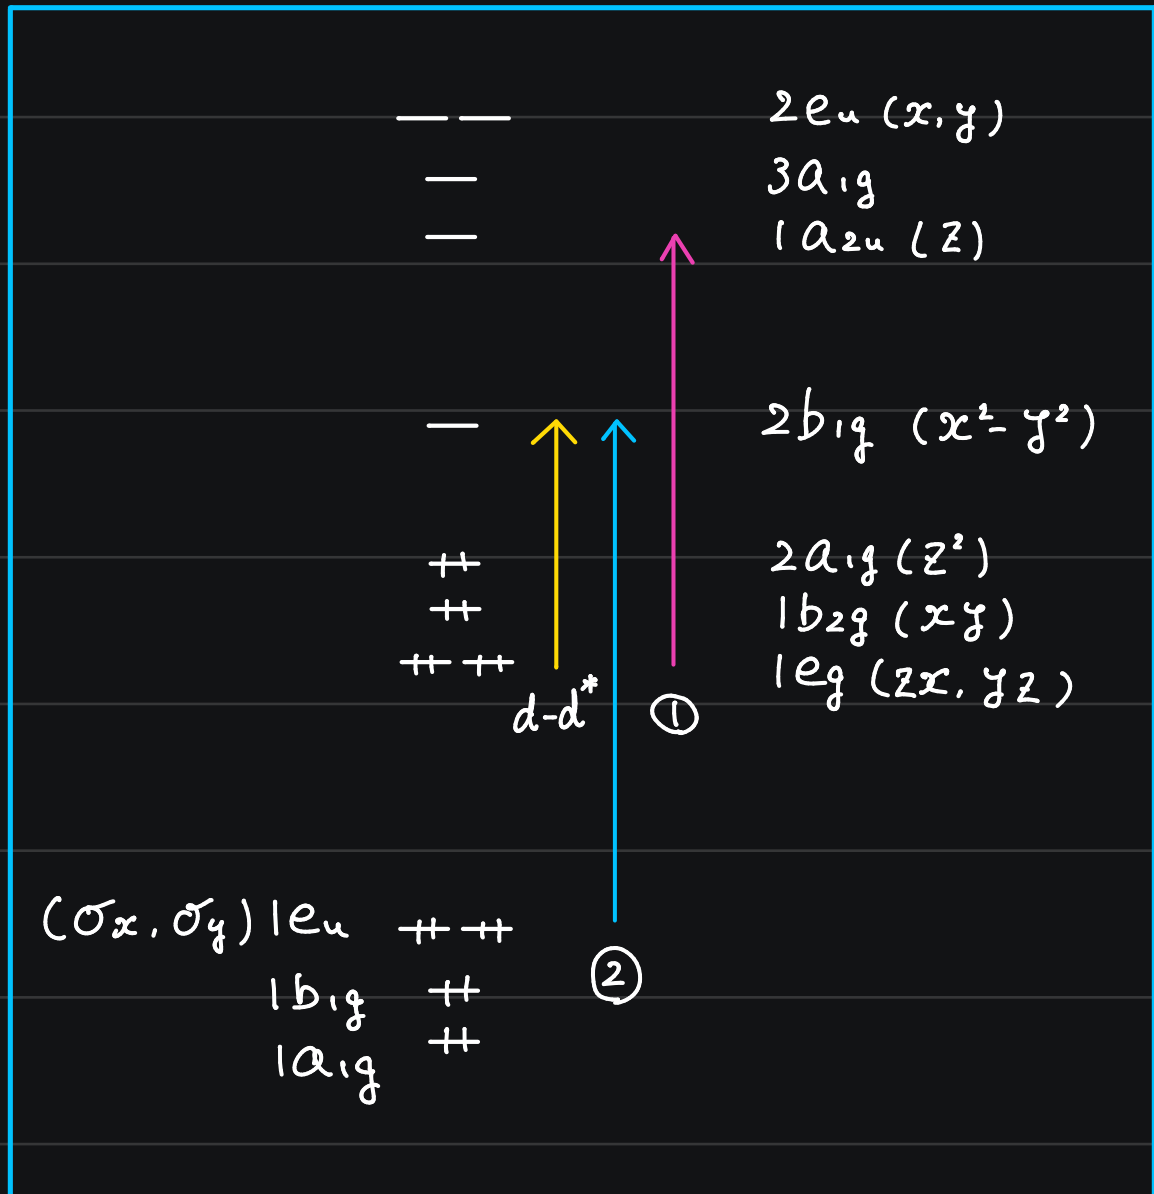 2eu (x, y)
3a1g
1a2u (z)
2b1g (x²-y²)
2a1g (z²)
1b2g (xy)
1eg (zx, yz)
d-d*
①
(σx, σy) 1eu
②
1b1g
1a1g